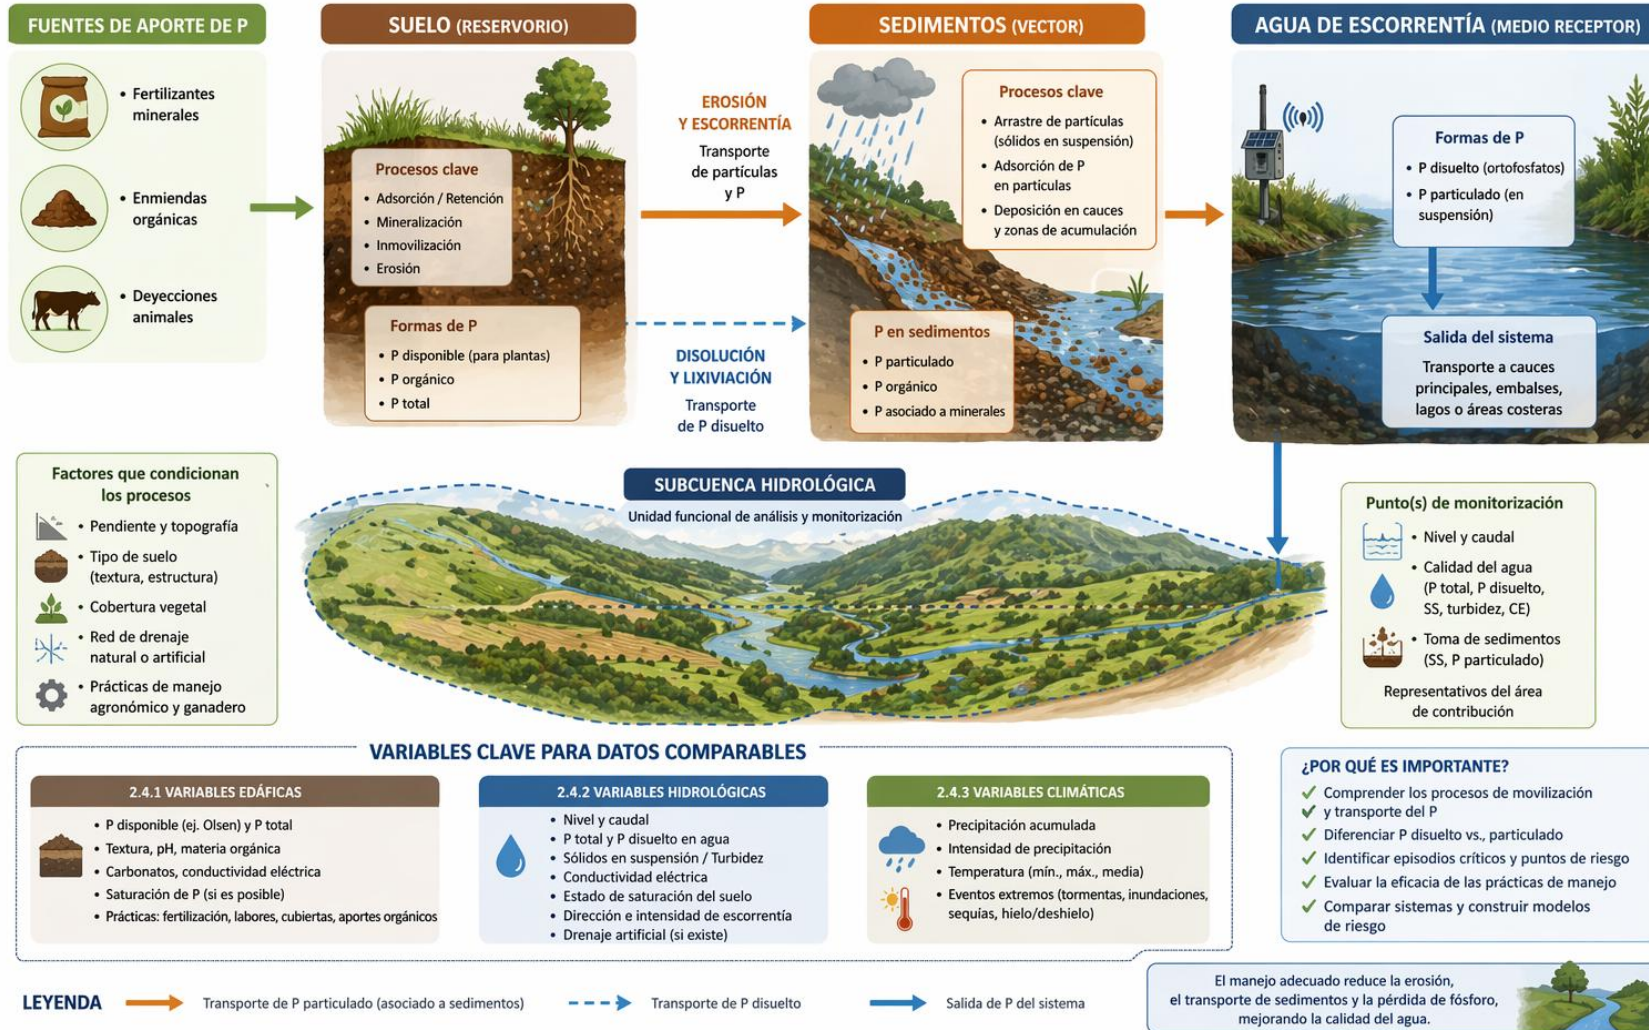 FUENTES DE APORTE DE P
• Fertilizantes
minerales
• Enmiendas
orgánicas
• Deyecciones
animales
SUELO (RESERVORIO)
Procesos clave
• Adsorción / Retención
• Mineralización
• Inmovilización
• Erosión
Formas de P
• P disponible (para plantas)
• P orgánico
• P total
EROSIÓN
Y ESCORRENTÍA
Transporte
de partículas
y P
DISOLUCIÓN
Y LIXIVIACIÓN
Transporte
de P disuelto
SEDIMENTOS (VECTOR)
Procesos clave
• Arrastre de partículas
(sólidos en suspensión)
• Adsorción de P
en partículas
• Deposición en cauces
y zonas de acumulación
P en sedimentos
• P particulado
• P orgánico
• P asociado a minerales
AGUA DE ESCORRENTÍA (MEDIO RECEPTOR)
Formas de P
• P disuelto (ortofosfatos)
• P particulado (en
suspensión)
Salida del sistema
Transporte a cauces
principales, embalses,
lagos o áreas costeras
Factores que condicionan
los procesos
• Pendiente y topografía
• Tipo de suelo
(textura, estructura)
• Cobertura vegetal
• Red de drenaje
natural o artificial
• Prácticas de manejo
agronómico y ganadero
SUBCUENCA HIDROLÓGICA
Unidad funcional de análisis y monitorización
Punto(s) de monitorización
• Nivel y caudal
• Calidad del agua
(P total, P disuelto,
SS, turbidez, CE)
• Toma de sedimentos
(SS, P particulado)
Representativos del área
de contribución
VARIABLES CLAVE PARA DATOS COMPARABLES
2.4.1 VARIABLES EDÁFICAS
• P disponible (ej. Olsen) y P total
• Textura, pH, materia orgánica
• Carbonatos, conductividad eléctrica
• Saturación de P (si es posible)
• Prácticas: fertilización, labores, cubiertas, aportes orgánicos
2.4.2 VARIABLES HIDROLÓGICAS
• Nivel y caudal
• P total y P disuelto en agua
• Sólidos en suspensión / Turbidez
• Conductividad eléctrica
• Estado de saturación del suelo
• Dirección e intensidad de escorrentía
• Drenaje artificial (si existe)
2.4.3 VARIABLES CLIMÁTICAS
• Precipitación acumulada
• Intensidad de precipitación
• Temperatura (mín., máx., media)
• Eventos extremos (tormentas, inundaciones,
sequías, hielo/deshielo)
¿POR QUÉ ES IMPORTANTE?
✓ Comprender los procesos de movilización
✓ y transporte del P
✓ Diferenciar P disuelto vs., particulado
✓ Identificar episodios críticos y puntos de riesgo
✓ Evaluar la eficacia de las prácticas de manejo
✓ Comparar sistemas y construir modelos
de riesgo
LEYENDA
Transporte de P particulado (asociado a sedimentos)
Transporte de P disuelto
Salida de P del sistema
El manejo adecuado reduce la erosión,
el transporte de sedimentos y la pérdida de fósforo,
mejorando la calidad del agua.